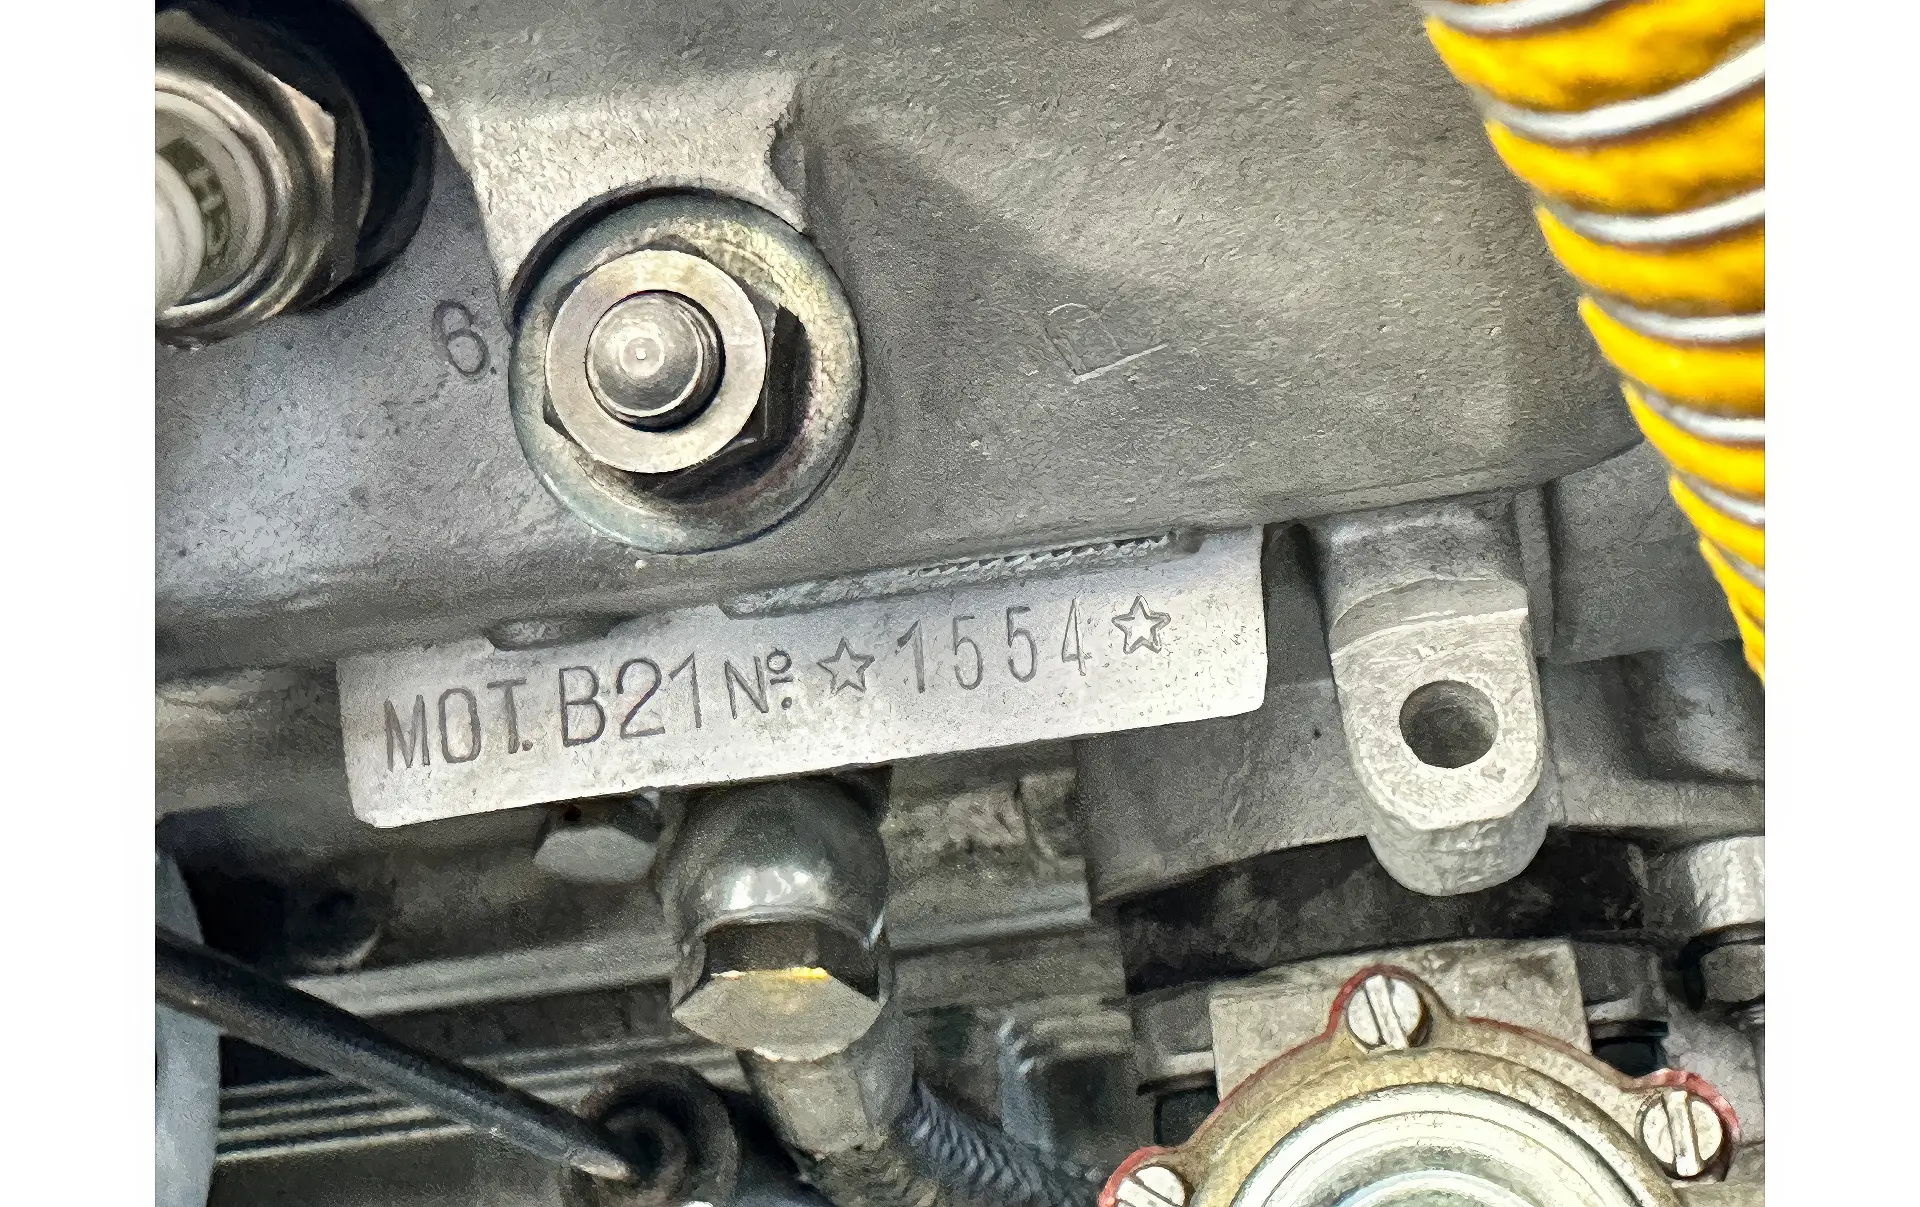 6.
MOT. B21 Nº ☆ 1554 ☆